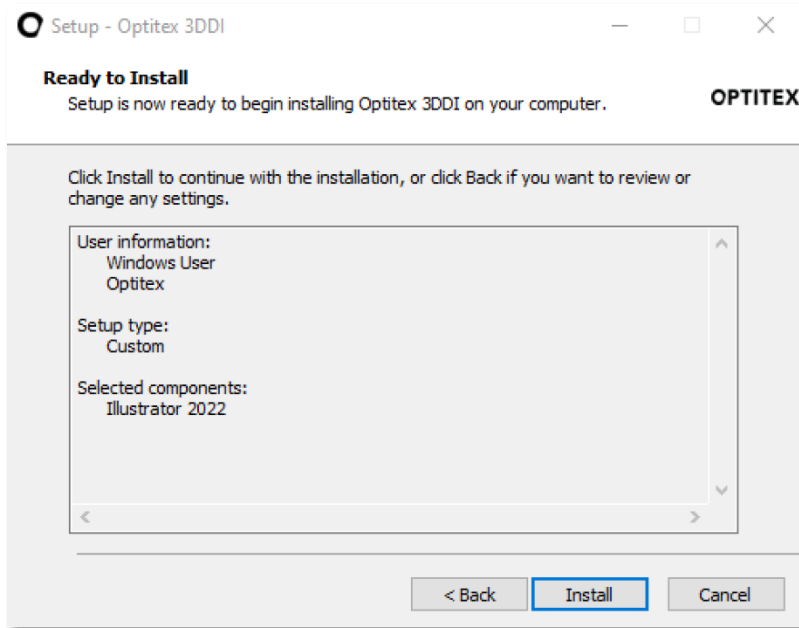 Setup - Optitex 3DDI
Ready to Install
Setup is now ready to begin installing Optitex 3DDI on your computer.
OPTITEX
Click Install to continue with the installation, or click Back if you want to review or
change any settings.
User information:
Windows User
Optitex
Setup type:
Custom
Selected components:
Illustrator 2022
< Back
Install
Cancel